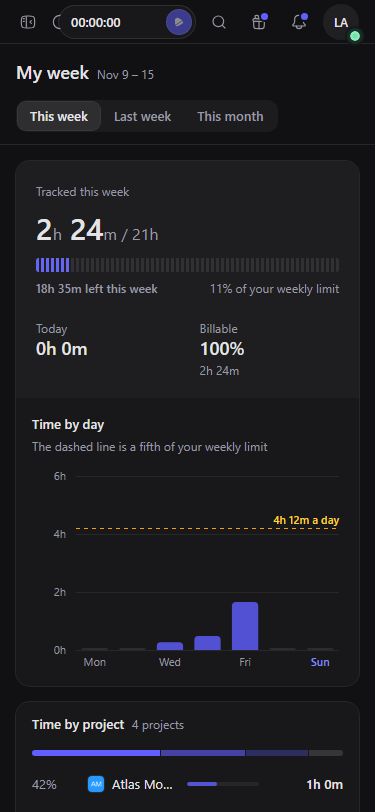 00:00:00
LA
My week Nov 9 – 15
This week Last week This month
Tracked this week
2h 24m / 21h
18h 35m left this week 11% of your weekly limit
Today Billable
0h 0m 100%
2h 24m
Time by day
The dashed line is a fifth of your weekly limit
6h
4h 12m a day
4h
2h
0h
Mon Wed Fri Sun
Time by project 4 projects
42% AM Atlas Mo... 1h 0m